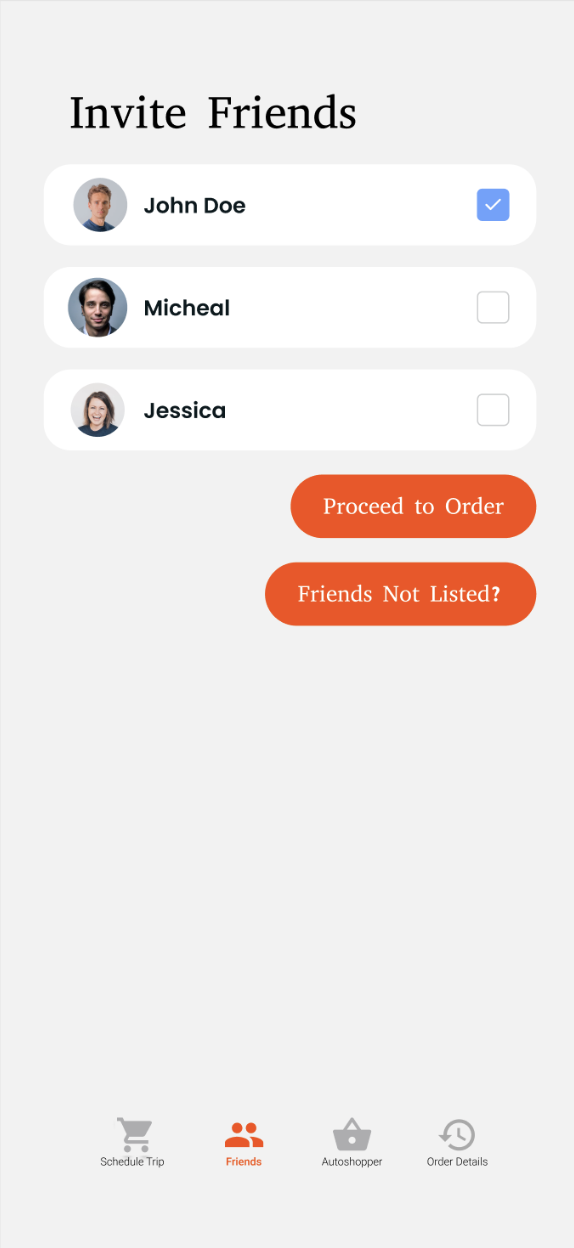 Invite Friends
John Doe
Micheal
Jessica
Proceed to Order
Friends Not Listed?
Schedule Trip
Friends
Autoshopper
Order Details